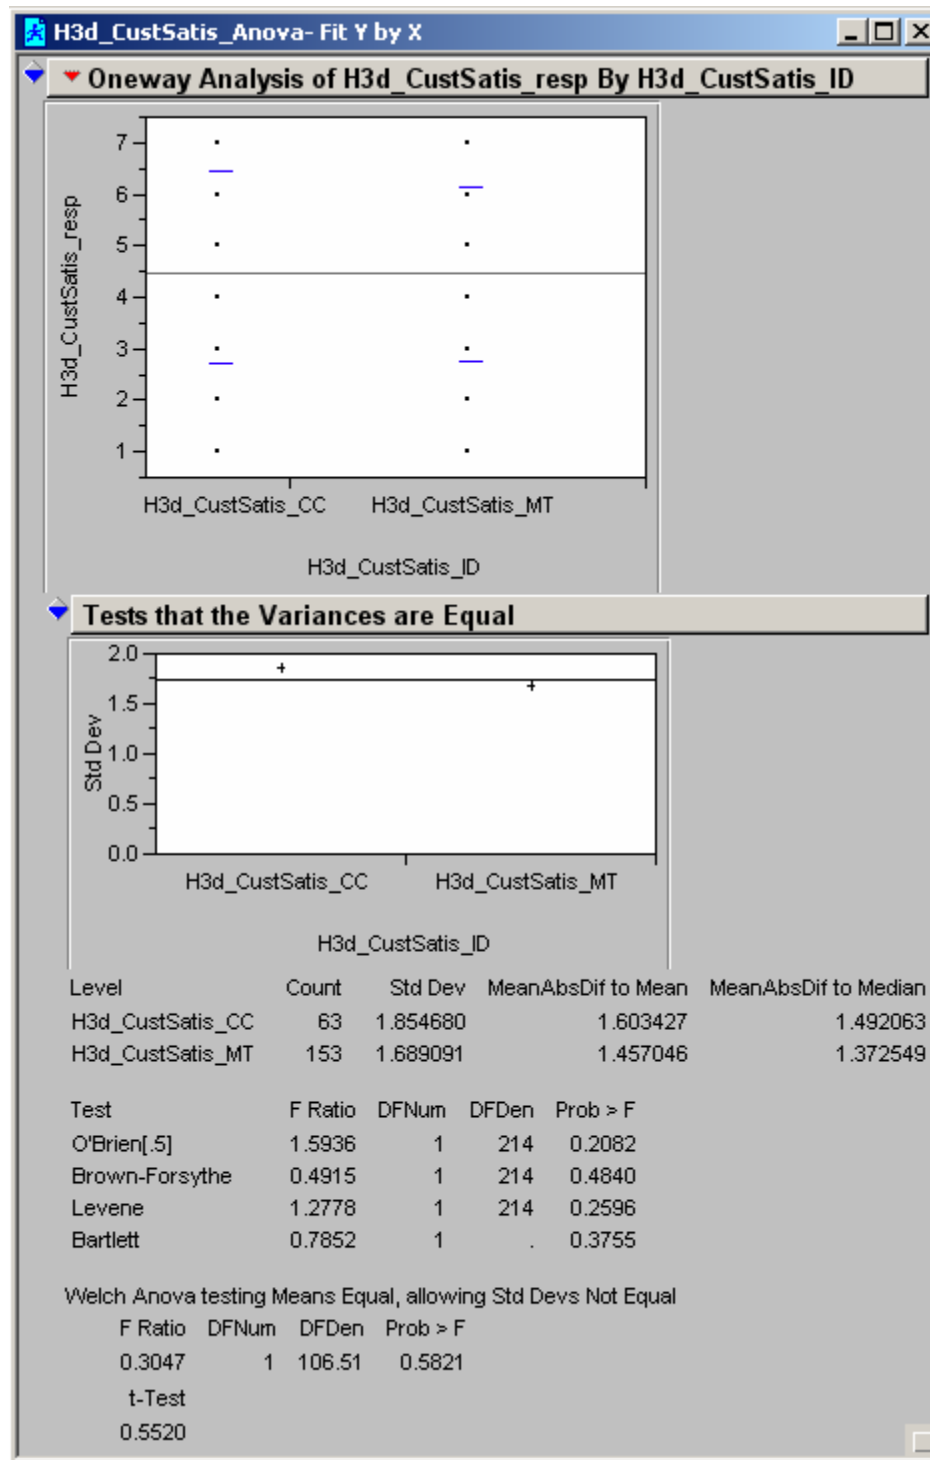 H3d_CustSatis_Anova- Fit Y by X
Oneway Analysis of H3d_CustSatis_resp By H3d_CustSatis_ID
H3d_CustSatis_resp
7
6
5
4
3
2
1
H3d_CustSatis_CC H3d_CustSatis_MT
H3d_CustSatis_ID
Tests that the Variances are Equal
Std Dev
2.0
1.5
1.0
0.5
0.0
H3d_CustSatis_CC H3d_CustSatis_MT
H3d_CustSatis_ID
Level Count Std Dev MeanAbsDif to Mean MeanAbsDif to Median
H3d_CustSatis_CC 63 1.854680 1.603427 1.492063
H3d_CustSatis_MT 153 1.689091 1.457046 1.372549
Test F Ratio DFNum DFDen Prob > F
O'Brien[.5] 1.5936 1 214 0.2082
Brown-Forsythe 0.4915 1 214 0.4840
Levene 1.2778 1 214 0.2596
Bartlett 0.7852 1 . 0.3755
Welch Anova testing Means Equal, allowing Std Devs Not Equal
F Ratio DFNum DFDen Prob > F
0.3047 1 106.51 0.5821
t-Test
0.5520